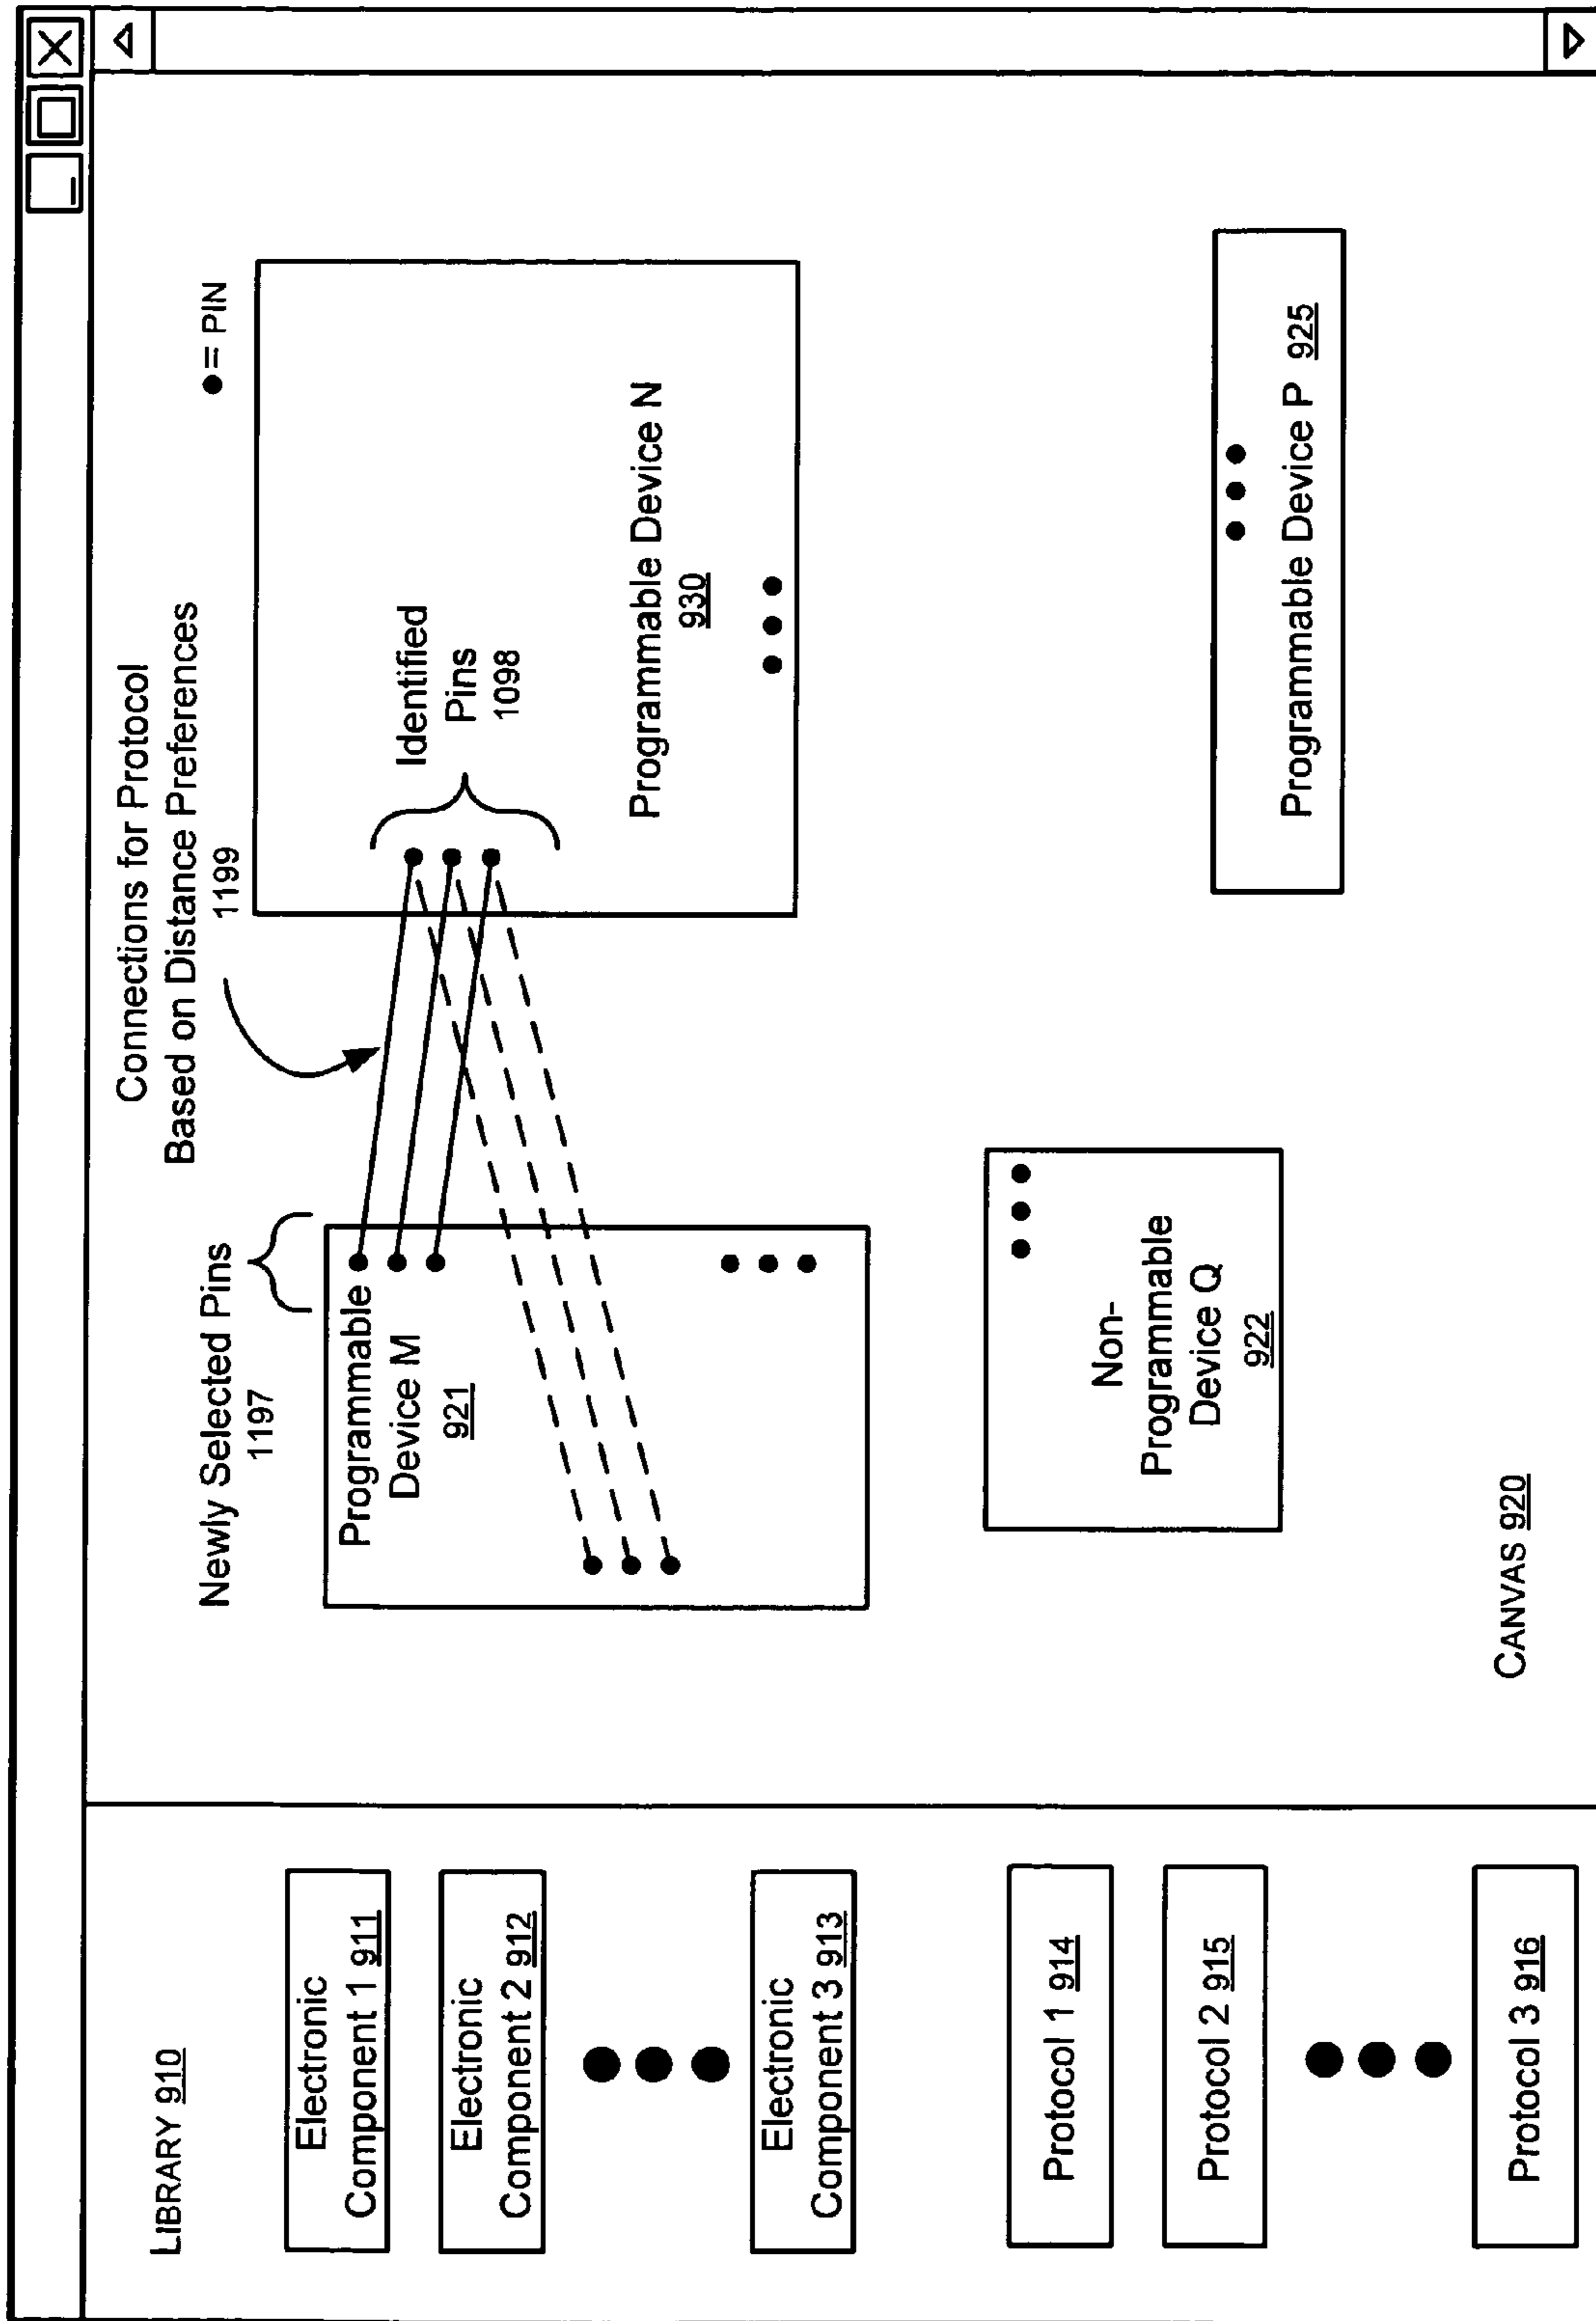 LIBRARY 910
Electronic
Component 1 911
Electronic
Component 2 912
Electronic
Component 3 913
Protocol 1 914
Protocol 2 915
Protocol 3 916
Connections for Protocol
Based on Distance Preferences
1199
Newly Selected Pins
1197
= PIN
Programmable
Device M
921
Identified
Pins
1098
Programmable Device N
930
Non-
Programmable
Device Q
922
Programmable Device P 925
CANVAS 920